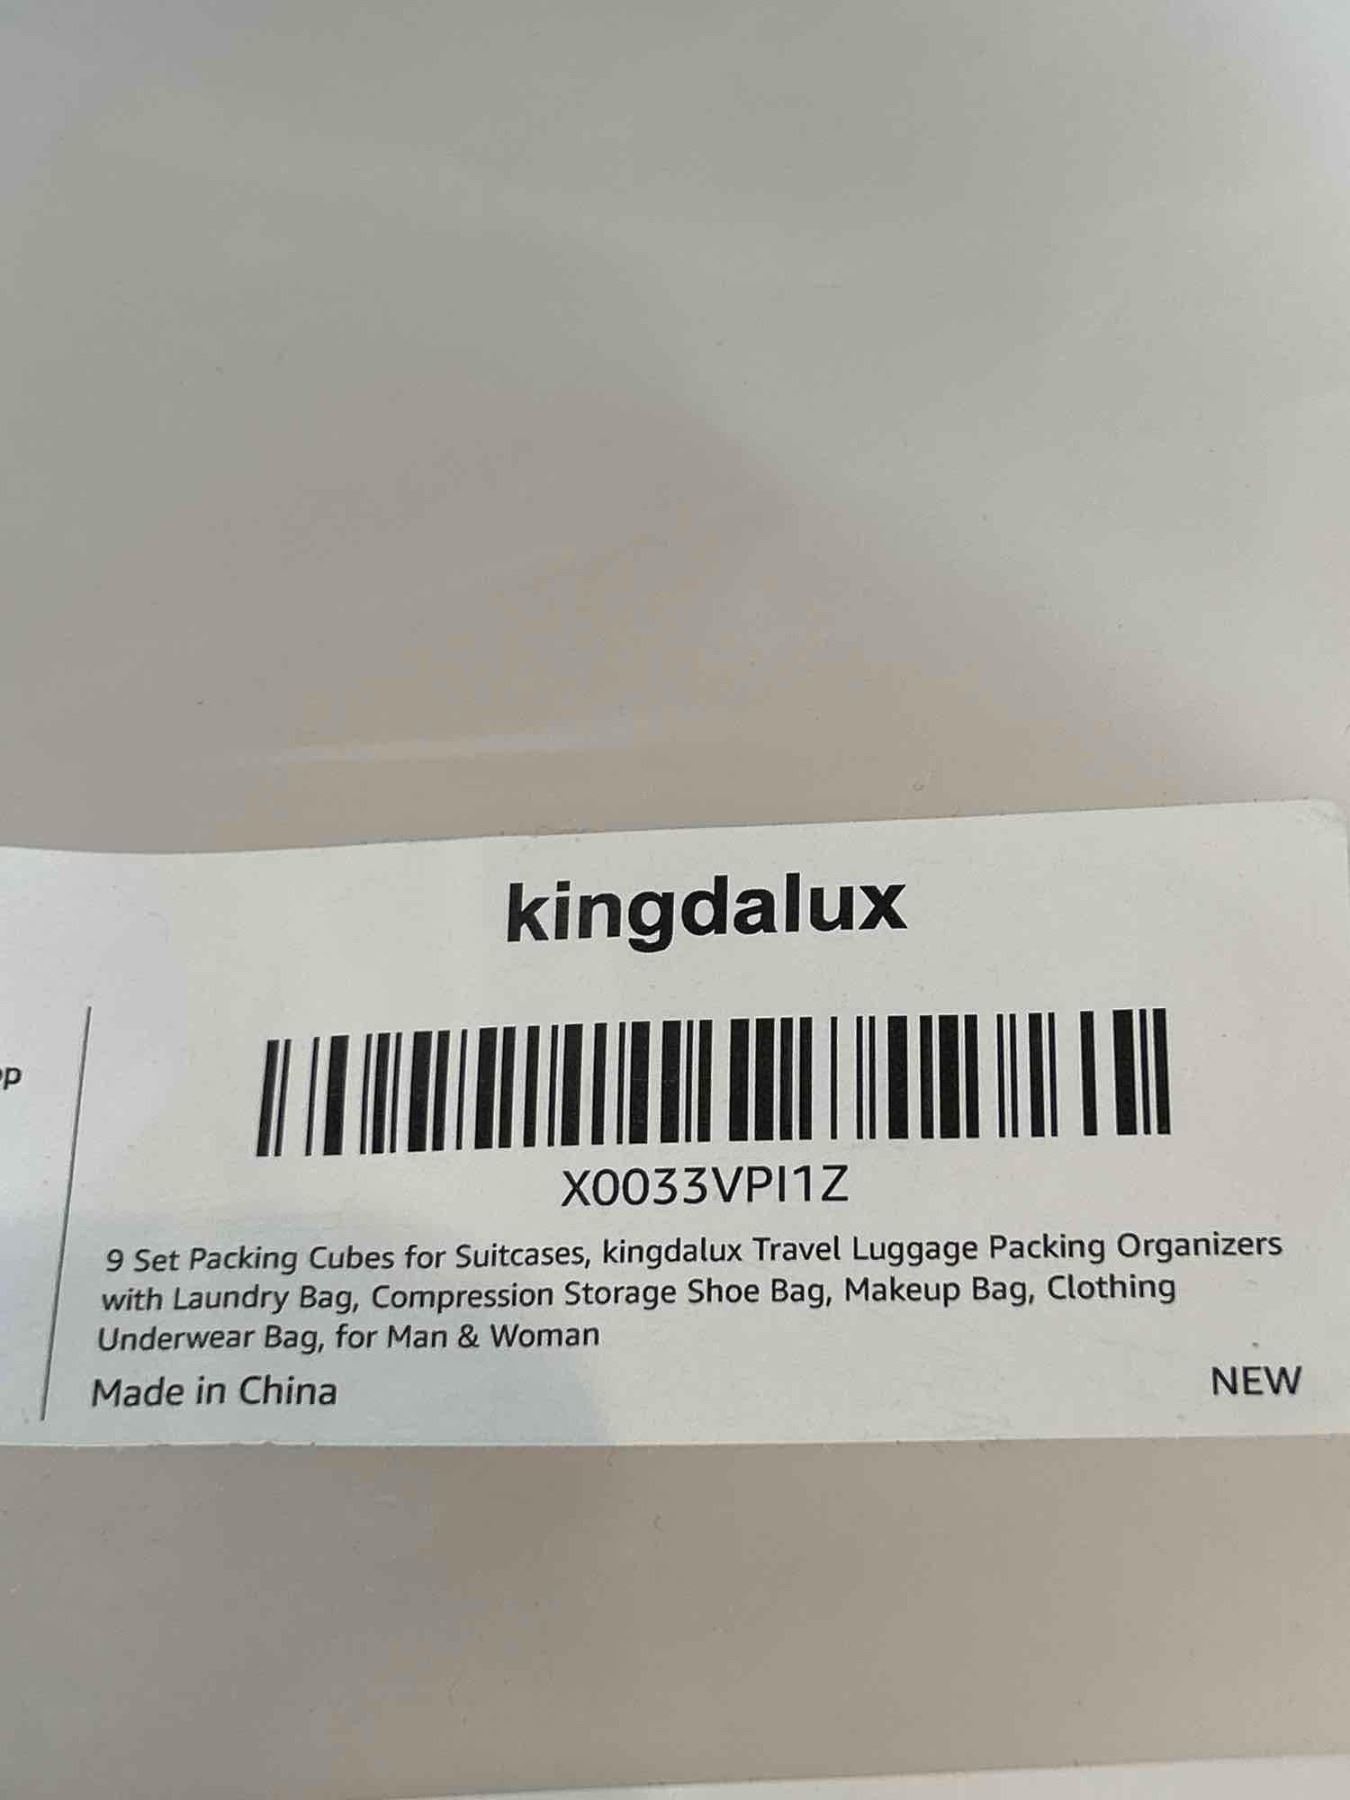 kingdalux
X0033VPI1Z
9 Set Packing Cubes for Suitcases, kingdalux Travel Luggage Packing Organizers
with Laundry Bag, Compression Storage Shoe Bag, Makeup Bag, Clothing
Underwear Bag, for Man & Woman
Made in China
NEW